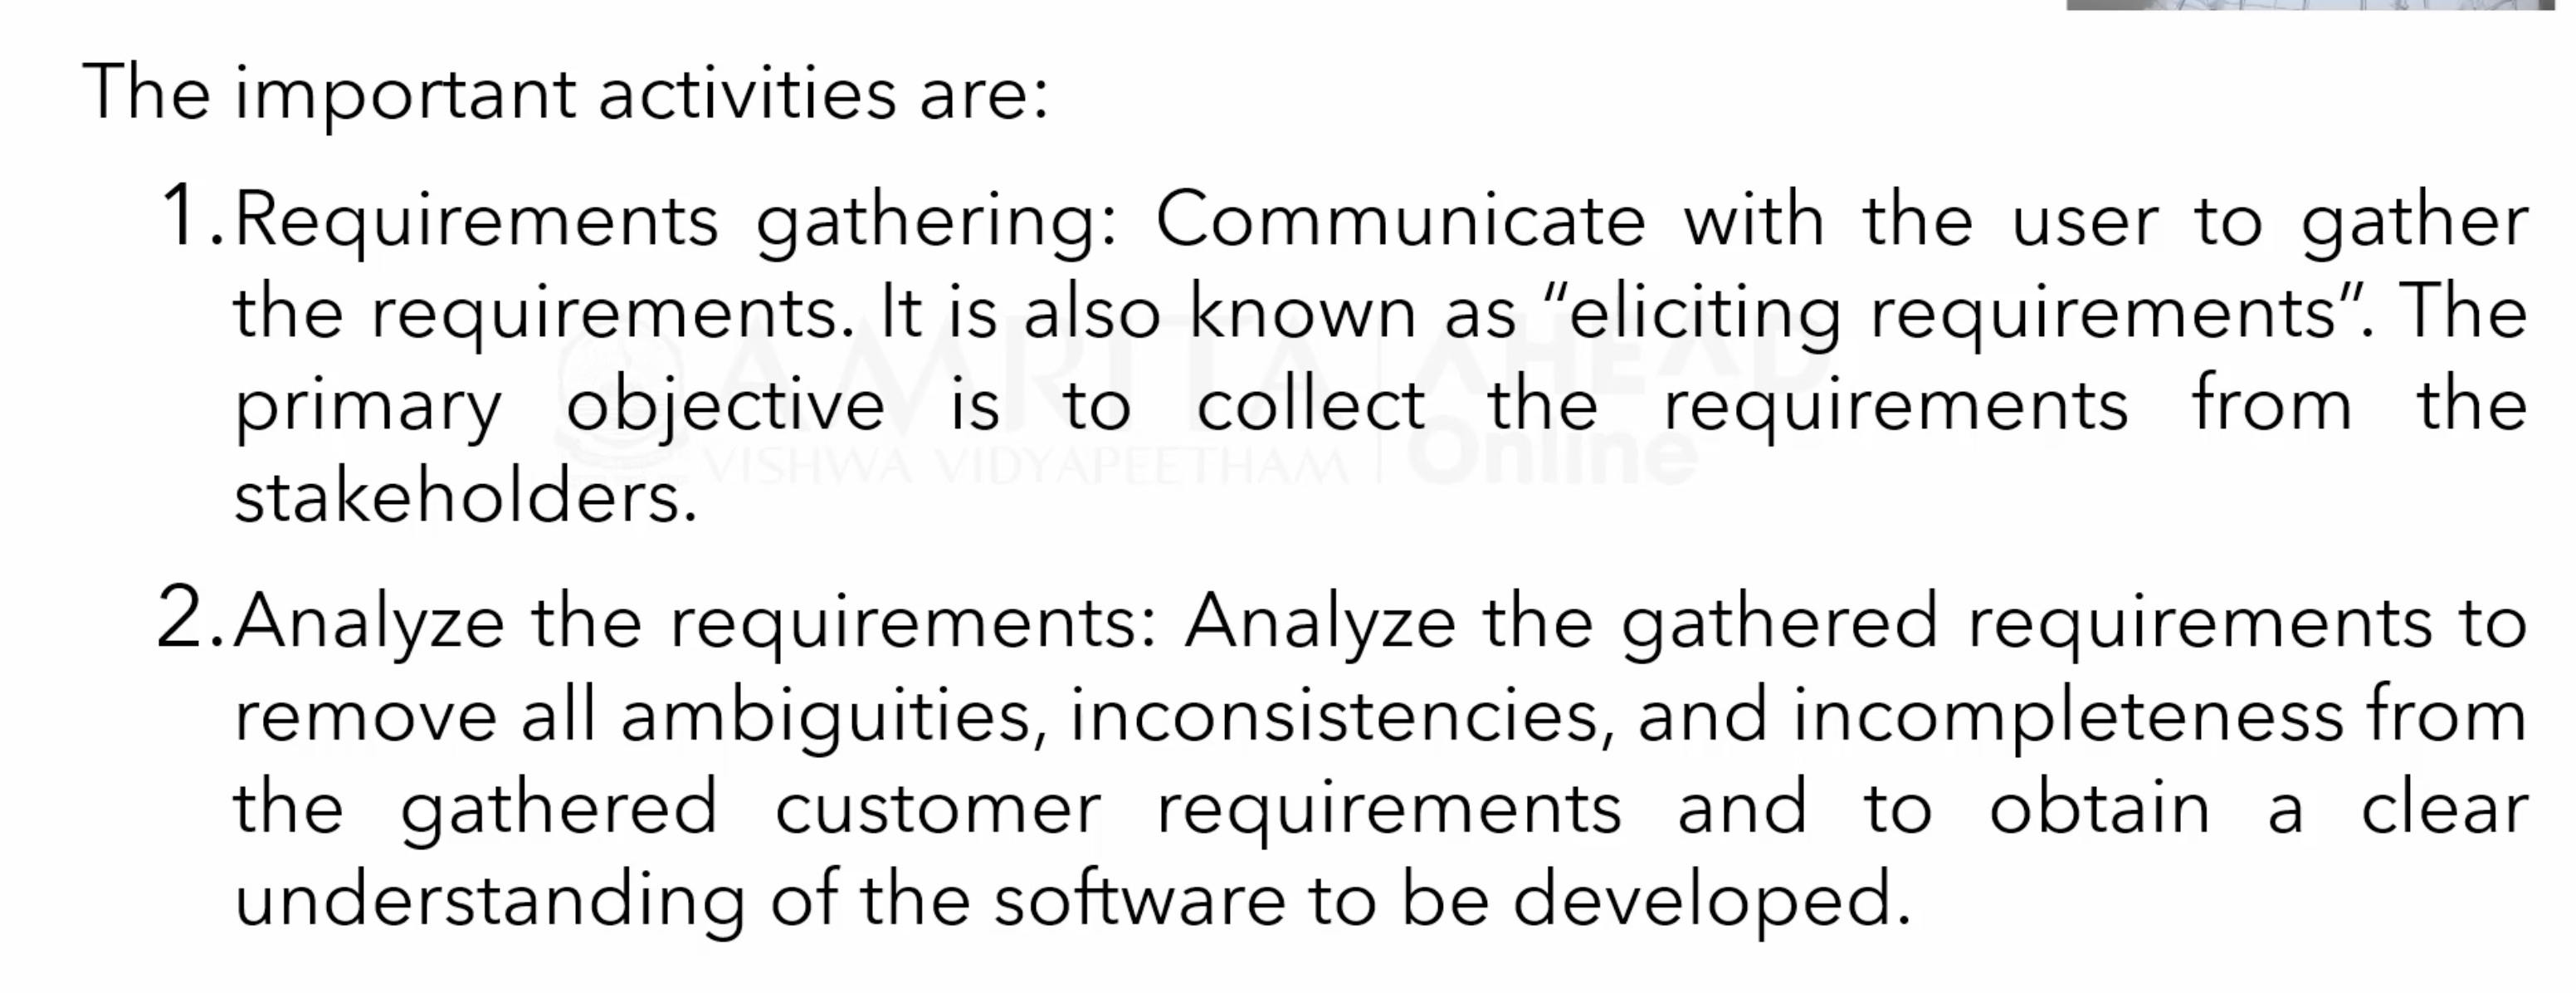 The important activities are:
1. Requirements gathering: Communicate with the user to gather
the requirements. It is also known as “eliciting requirements”. The
primary objective is to collect the requirements from the
stakeholders.
AMRITA AHEAD
VISHWA VIDYAPEETHAM Online
2. Analyze the requirements: Analyze the gathered requirements to
remove all ambiguities, inconsistencies, and incompleteness from
the gathered customer requirements and to obtain a clear
understanding of the software to be developed.